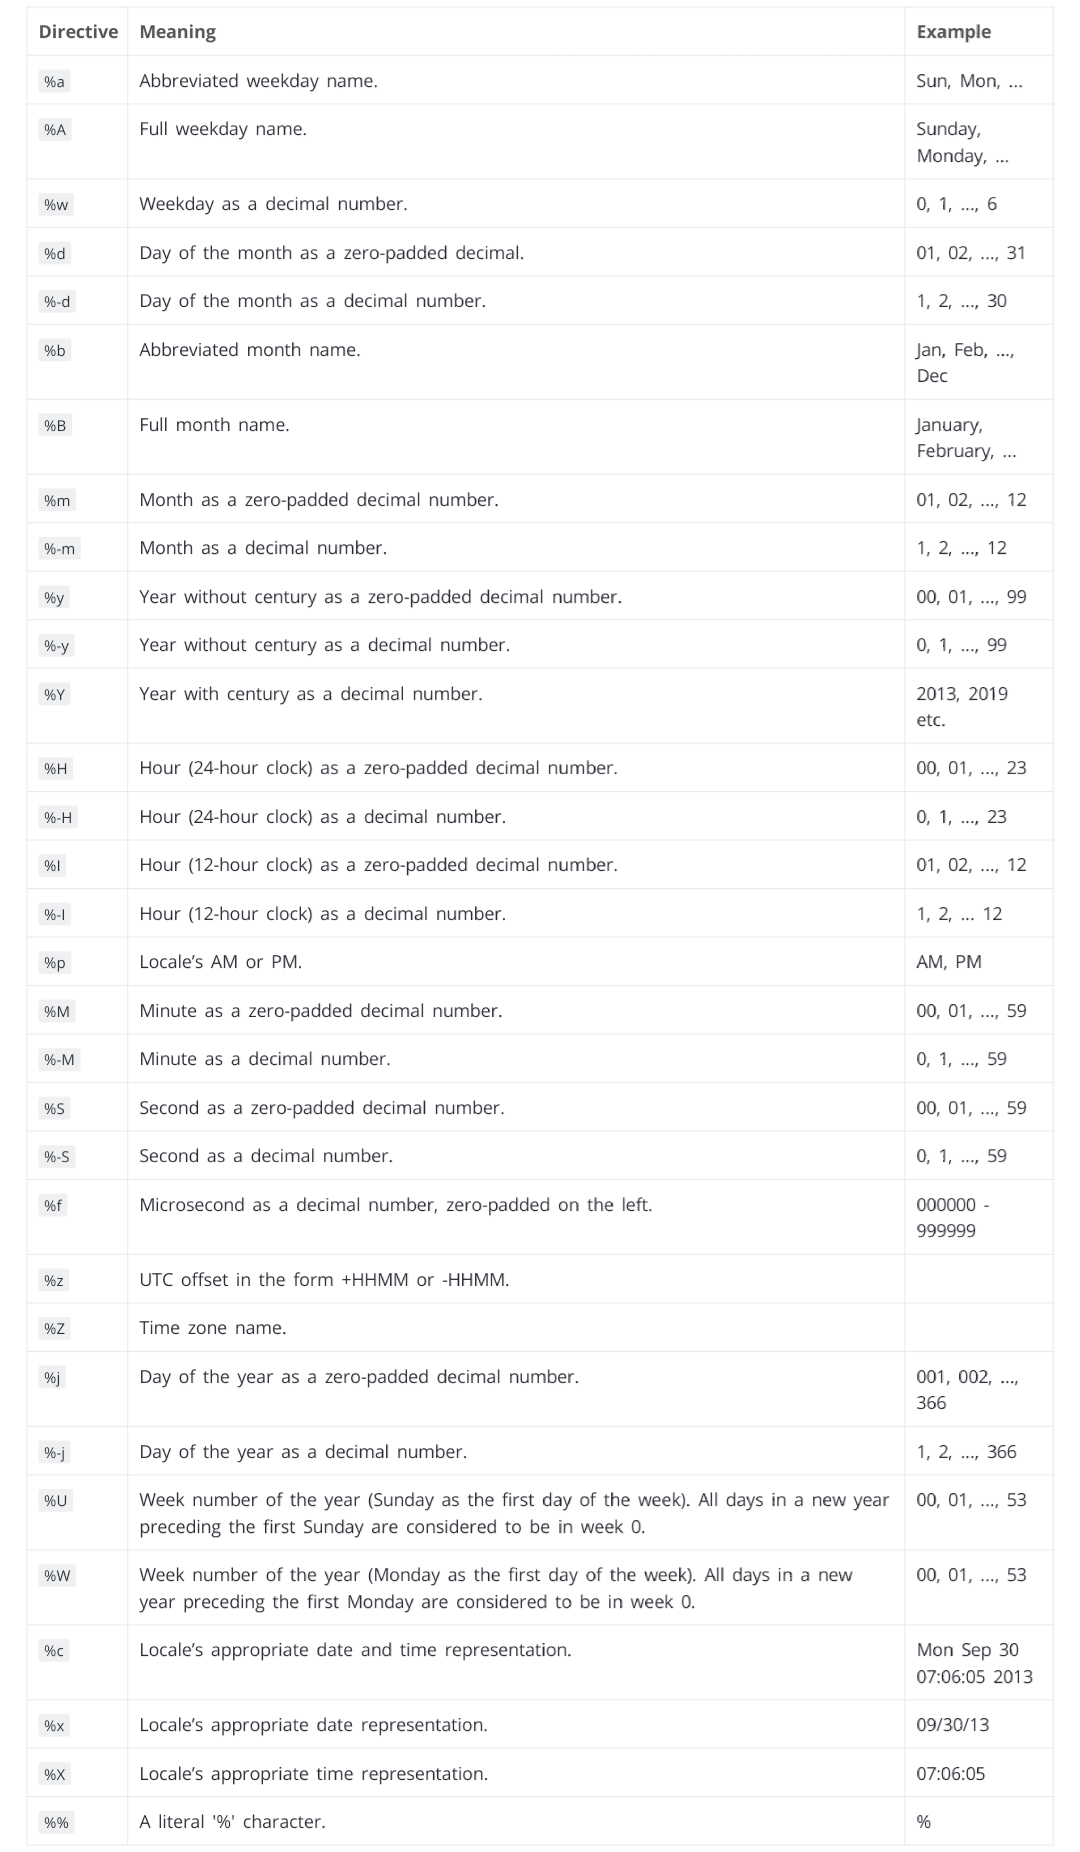 Directive Meaning Example
%a Abbreviated weekday name. Sun, Mon, ...
%A Full weekday name. Sunday,
Monday, ...
%w Weekday as a decimal number. 0, 1, ..., 6
%d Day of the month as a zero-padded decimal. 01, 02, ..., 31
%-d Day of the month as a decimal number. 1, 2, ..., 30
%b Abbreviated month name. Jan, Feb, ...,
Dec
%B Full month name. January,
February, ...
%m Month as a zero-padded decimal number. 01, 02, ..., 12
%-m Month as a decimal number. 1, 2, ..., 12
%y Year without century as a zero-padded decimal number. 00, 01, ..., 99
%-y Year without century as a decimal number. 0, 1, ..., 99
%Y Year with century as a decimal number. 2013, 2019
etc.
%H Hour (24-hour clock) as a zero-padded decimal number. 00, 01, ..., 23
%-H Hour (24-hour clock) as a decimal number. 0, 1, ..., 23
%I Hour (12-hour clock) as a zero-padded decimal number. 01, 02, ..., 12
%-I Hour (12-hour clock) as a decimal number. 1, 2, ... 12
%p Locale’s AM or PM. AM, PM
%M Minute as a zero-padded decimal number. 00, 01, ..., 59
%-M Minute as a decimal number. 0, 1, ..., 59
%S Second as a zero-padded decimal number. 00, 01, ..., 59
%-S Second as a decimal number. 0, 1, ..., 59
%f Microsecond as a decimal number, zero-padded on the left. 000000 -
999999
%z UTC offset in the form +HHMM or -HHMM.
%Z Time zone name.
%j Day of the year as a zero-padded decimal number. 001, 002, ...,
366
%-j Day of the year as a decimal number. 1, 2, ..., 366
%U Week number of the year (Sunday as the first day of the week). All days in a new year 00, 01, ..., 53
preceding the first Sunday are considered to be in week 0.
%W Week number of the year (Monday as the first day of the week). All days in a new 00, 01, ..., 53
year preceding the first Monday are considered to be in week 0.
%c Locale’s appropriate date and time representation. Mon Sep 30
07:06:05 2013
%x Locale’s appropriate date representation. 09/30/13
%X Locale’s appropriate time representation. 07:06:05
%% A literal '%' character. %